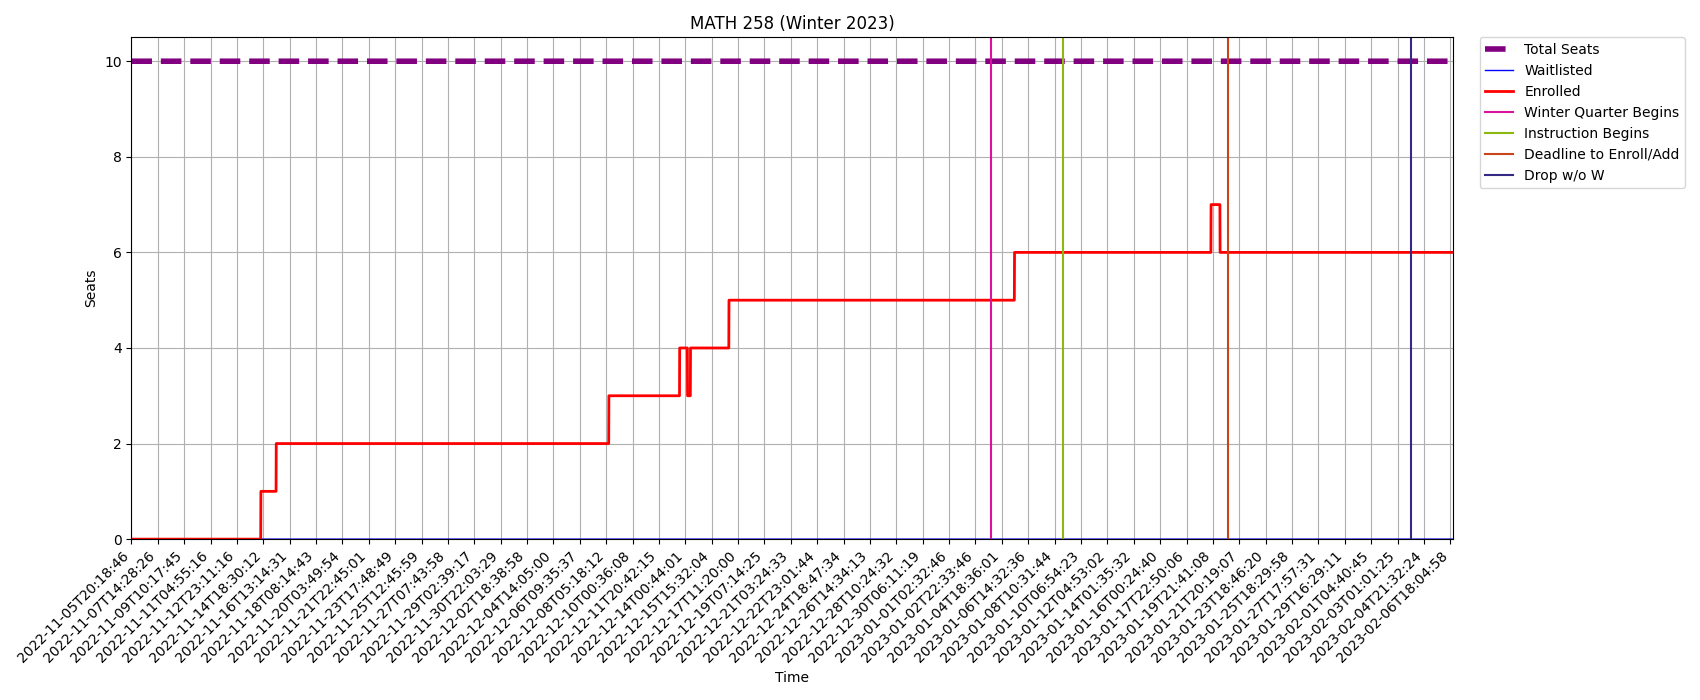 MATH 258 (Winter 2023)
Total Seats
Waitlisted
Enrolled
Winter Quarter Begins
Instruction Begins
Deadline to Enroll/Add
Drop w/o W
Seats
10
8
6
4
2
0
2022-11-05T20:18:46
2022-11-07T14:28:26
2022-11-09T10:17:45
2022-11-11T04:55:16
2022-11-12T23:11:16
2022-11-14T18:30:12
2022-11-16T13:14:31
2022-11-18T08:14:43
2022-11-20T03:49:54
2022-11-21T22:45:01
2022-11-23T17:48:49
2022-11-25T12:45:59
2022-11-27T07:43:58
2022-11-29T02:39:17
2022-11-30T22:03:29
2022-12-02T18:38:58
2022-12-04T14:05:00
2022-12-06T09:35:37
2022-12-08T05:18:12
2022-12-10T00:36:08
2022-12-11T20:42:15
2022-12-14T00:44:01
2022-12-15T15:32:04
2022-12-17T11:20:00
2022-12-19T07:14:25
2022-12-21T03:24:33
2022-12-22T23:01:44
2022-12-24T18:47:34
2022-12-26T14:34:13
2022-12-28T10:24:32
2022-12-30T06:11:19
2023-01-01T02:32:46
2023-01-02T22:33:46
2023-01-04T18:36:01
2023-01-06T14:32:36
2023-01-08T10:31:44
2023-01-10T06:54:23
2023-01-12T04:53:02
2023-01-14T01:35:32
2023-01-16T00:24:40
2023-01-17T22:50:06
2023-01-19T21:41:08
2023-01-21T20:19:07
2023-01-23T18:46:20
2023-01-25T18:29:58
2023-01-27T17:57:31
2023-01-29T16:29:11
2023-02-01T04:40:45
2023-02-03T01:01:25
2023-02-04T21:32:24
2023-02-06T18:04:58
Time